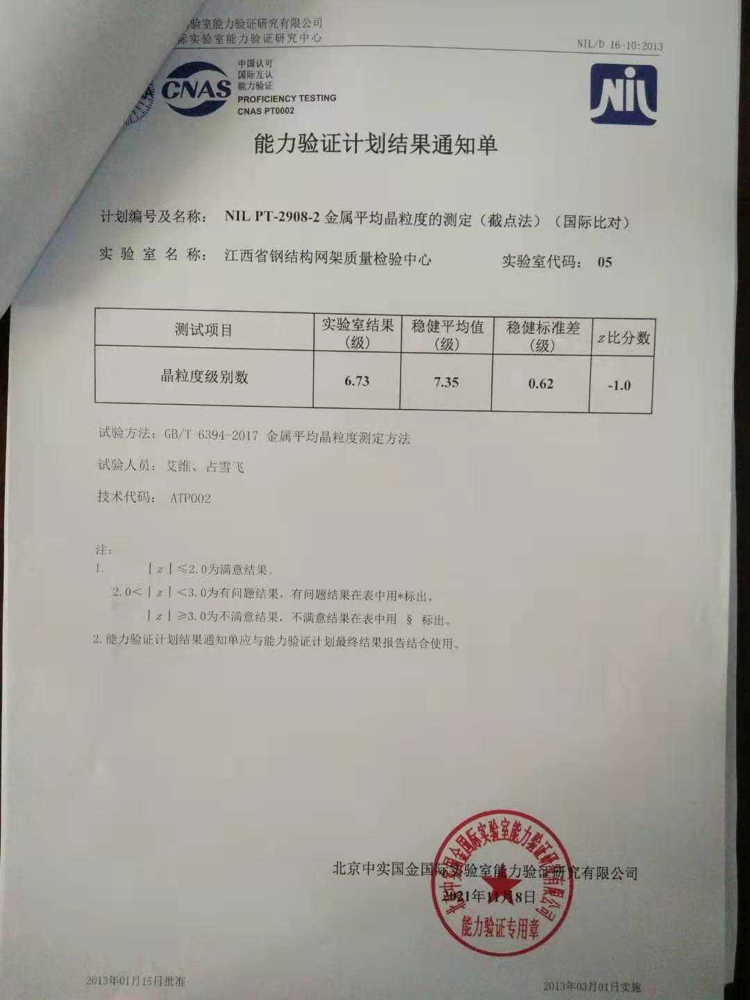 验室能力验证研究有限公司
际实验室能力验证研究中心
NIL/D 16-10:2013
CNAS
中国认可
国际互认
能力验证
PROFICIENCY TESTING
CNAS PT0002
NIL
能力验证计划结果通知单
计划编号及名称： NIL PT-2908-2 金属平均晶粒度的测定（截点法）（国际比对）
实 验 室 名 称： 江西省钢结构网架质量检验中心 实验室代码： 05
测试项目 实验室结果(级) 稳健平均值(级) 稳健标准差(级) z比分数
晶粒度级别数 6.73 7.35 0.62 -1.0
试验方法：GB/T 6394-2017 金属平均晶粒度测定方法
试验人员：艾维、占雪飞
技术代码： ATP002
注：
1. ｜z｜≤2.0为满意结果。
2.0<｜z｜<3.0为有问题结果，有问题结果在表中用*标出。
｜z｜≥3.0为不满意结果，不满意结果在表中用 § 标出。
2.能力验证计划结果通知单应与能力验证计划最终结果报告结合使用。
北京中实国金国际实验室能力验证研究有限公司
2021年11月8日
北京中实国金国际实验室能力验证研究有限公司
能力验证专用章
2013年01月15日批准
2013年03月01日实施